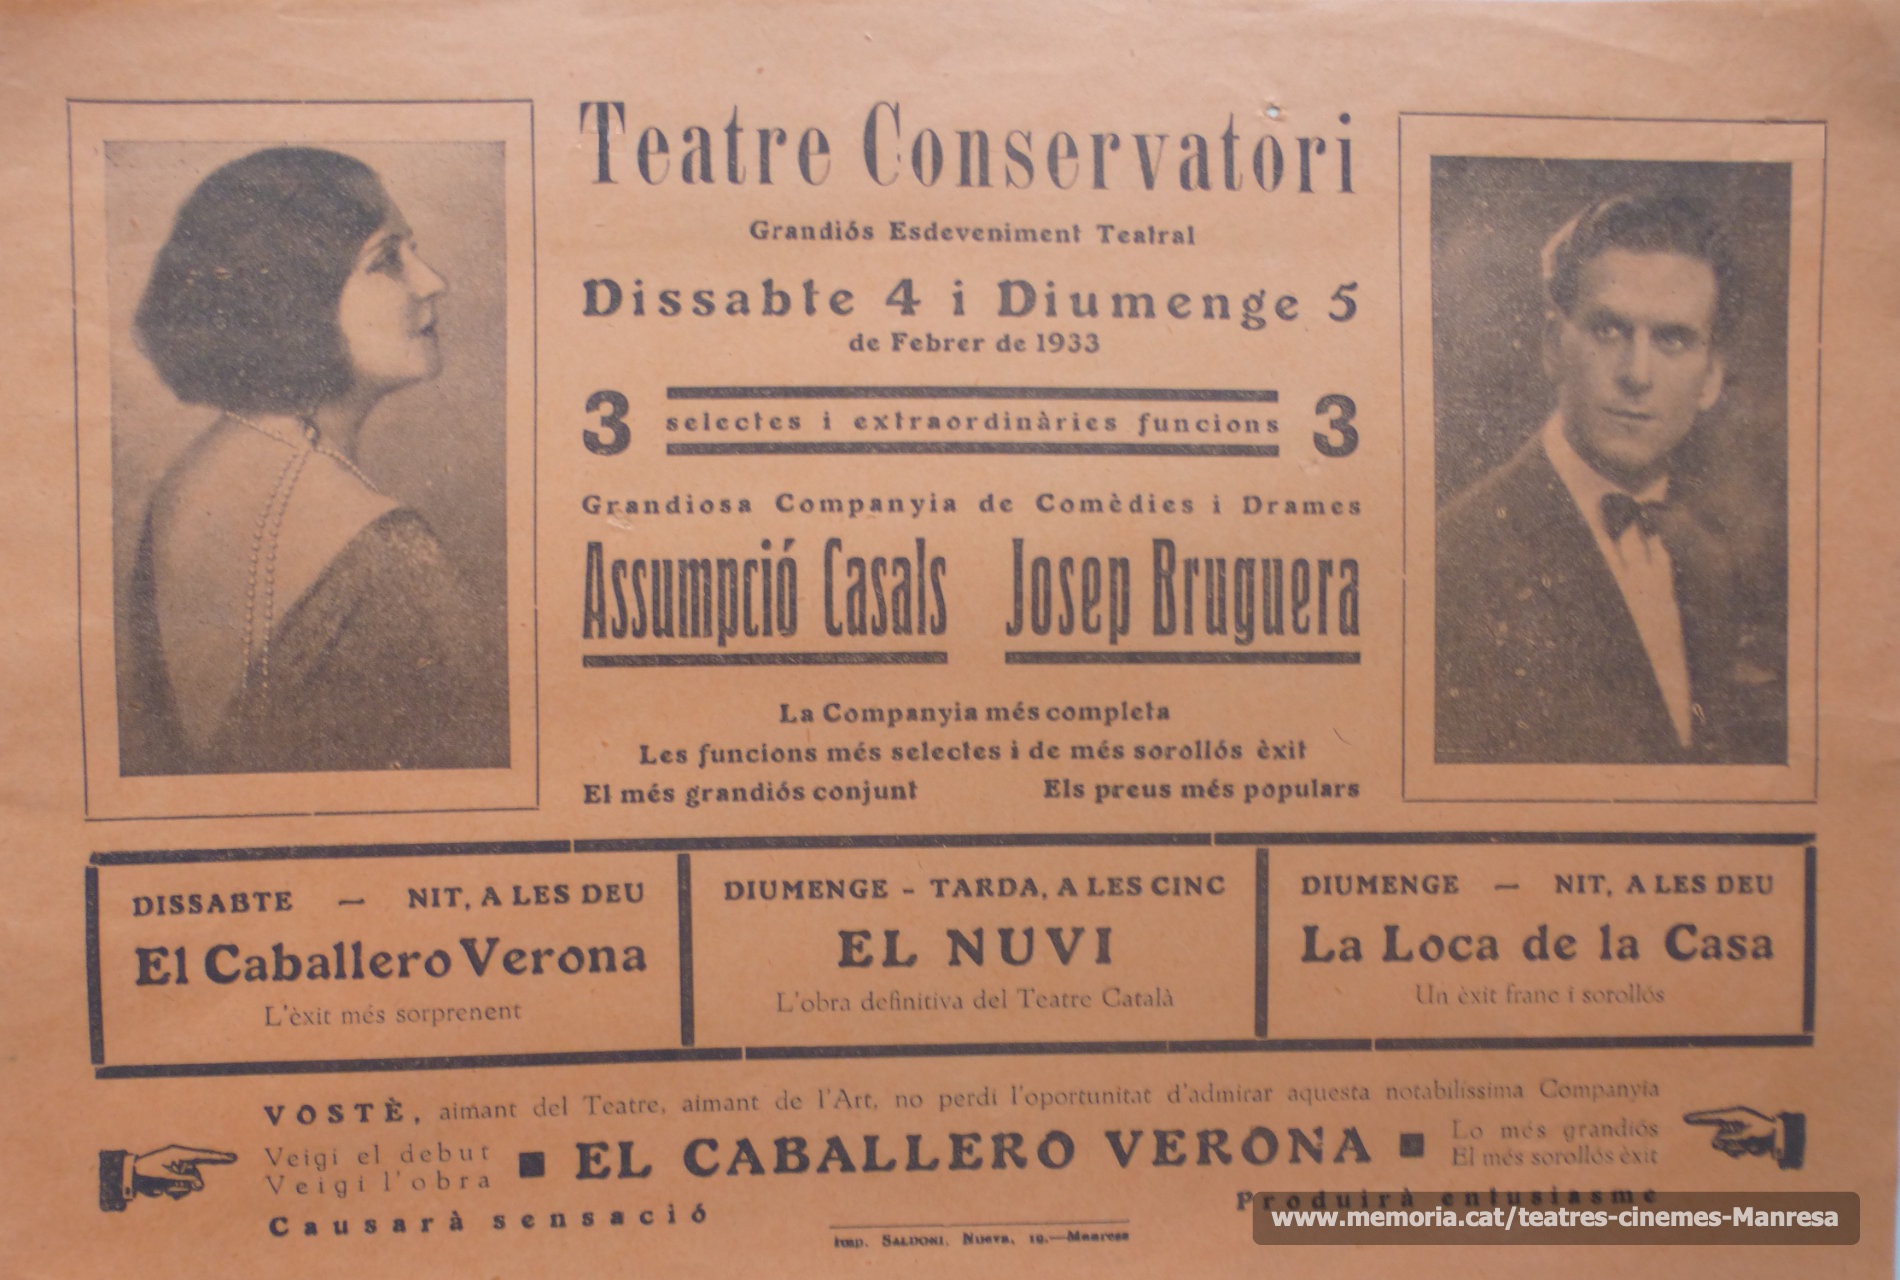 Teatre Conservatori
Grandiós Esdeveniment Teatral
Dissabte 4 i Diumenge 5
de Febrer de 1933
3 selectes i extraordinàries funcions 3
Grandiosa Companyia de Comèdies i Drames
Assumpció Casals Josep Bruguera
La Companyia més completa
Les funcions més selectes i de més sorollós èxit
El més grandiós conjunt Els preus més populars
DISSABTE — NIT, A LES DEU
El Caballero Verona
L'èxit més sorprenent
DIUMENGE - TARDA, A LES CINC
EL NUVI
L'obra definitiva del Teatre Català
DIUMENGE — NIT, A LES DEU
La Loca de la Casa
Un èxit franc i sorollós
VOSTÈ, aimant del Teatre, aimant de l'Art, no perdi l'oportunitat d'admirar aquesta notabilíssima Companyia
Veigi el debut
Veigi l'obra
■ EL CABALLERO VERONA ■
Lo més grandiós
El més sorollós èxit
Causarà sensació
Produirà entusiasme
Imp. SALDONI, Nueva, 10.—Manresa
www.memoria.cat/teatres-cinemes-Manresa